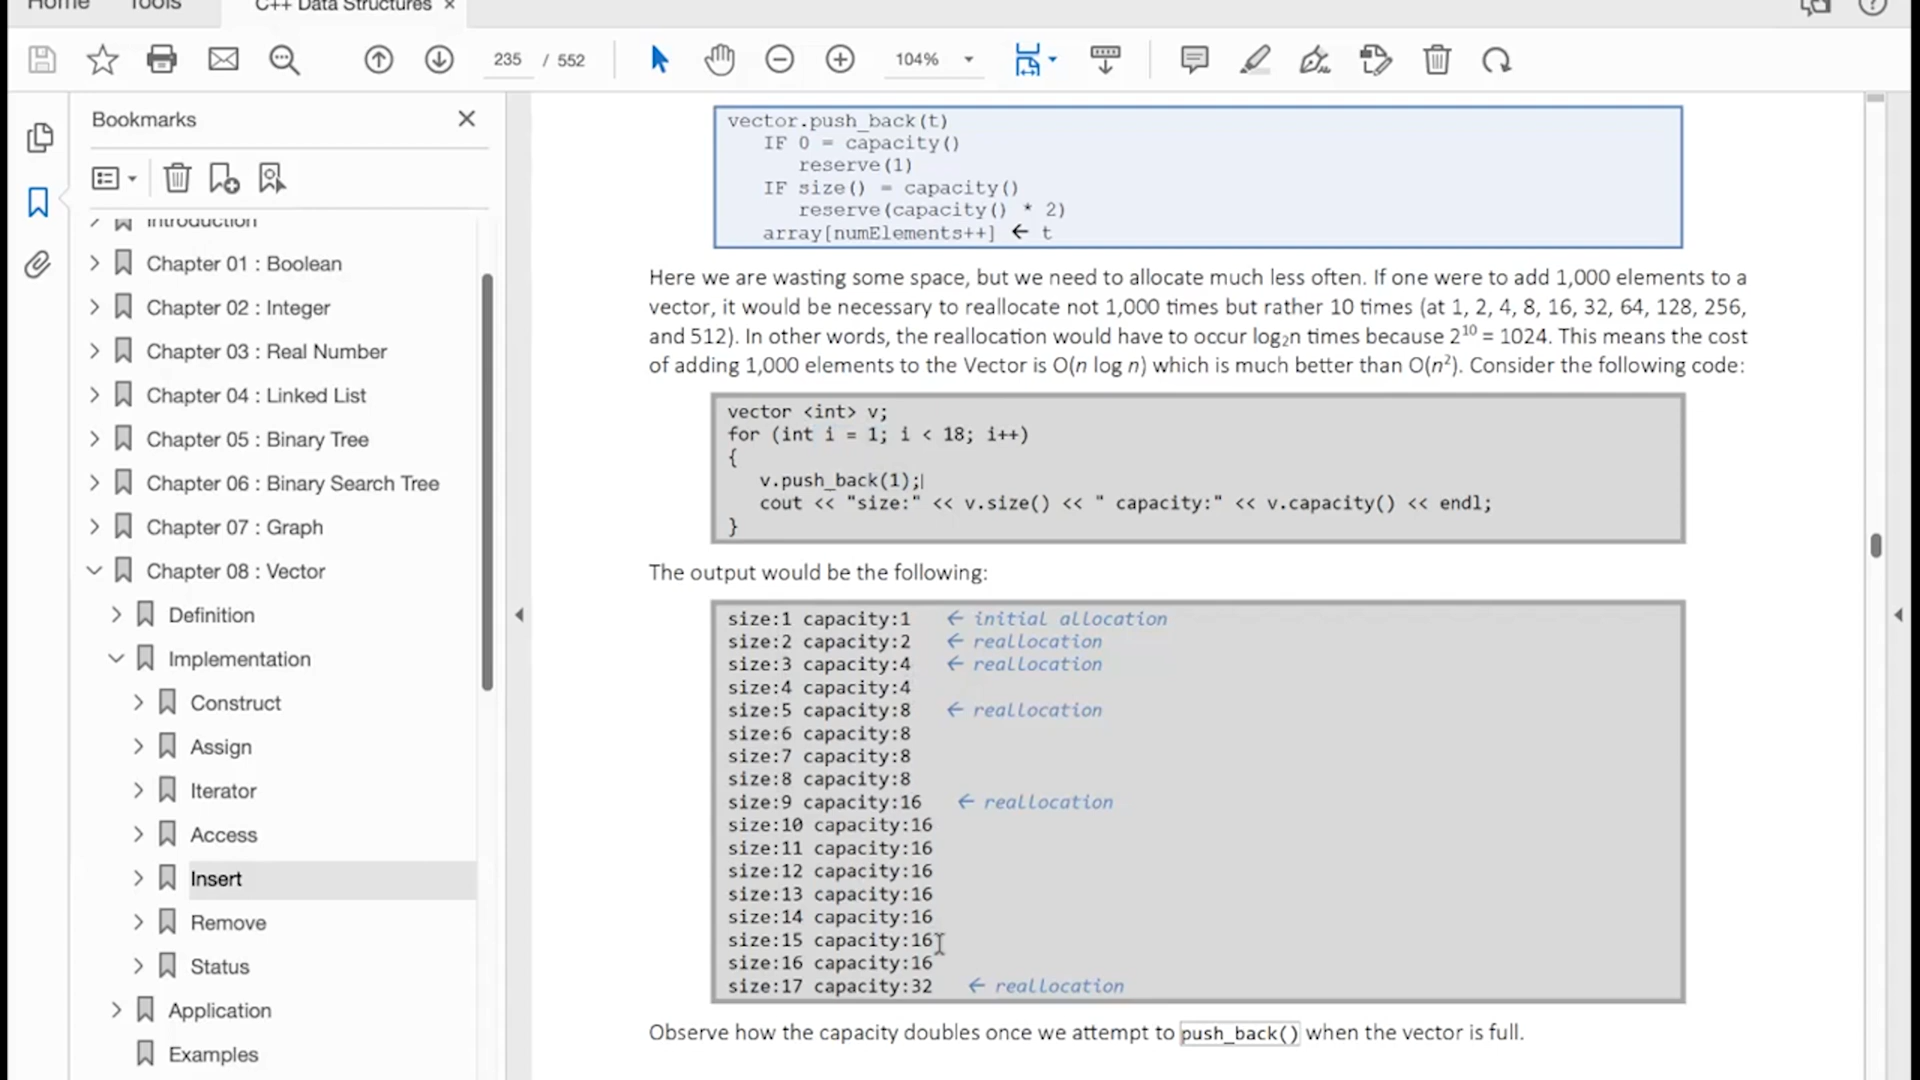 Home Tools C++ Data Structures ×
235 / 552 104%
Bookmarks
Introduction
Chapter 01 : Boolean
Chapter 02 : Integer
Chapter 03 : Real Number
Chapter 04 : Linked List
Chapter 05 : Binary Tree
Chapter 06 : Binary Search Tree
Chapter 07 : Graph
Chapter 08 : Vector
Definition
Implementation
Construct
Assign
Iterator
Access
Insert
Remove
Status
Application
Examples
vector.push_back(t)
IF 0 = capacity()
reserve(1)
IF size() = capacity()
reserve(capacity() * 2)
array[numElements++] ← t
Here we are wasting some space, but we need to allocate much less often. If one were to add 1,000 elements to a
vector, it would be necessary to reallocate not 1,000 times but rather 10 times (at 1, 2, 4, 8, 16, 32, 64, 128, 256,
and 512). In other words, the reallocation would have to occur log₂n times because 2¹⁰ = 1024. This means the cost
of adding 1,000 elements to the Vector is O(n log n) which is much better than O(n²). Consider the following code:
vector <int> v;
for (int i = 1; i < 18; i++)
{
v.push_back(1);
cout << "size:" << v.size() << " capacity:" << v.capacity() << endl;
}
The output would be the following:
size:1 capacity:1 ← initial allocation
size:2 capacity:2 ← reallocation
size:3 capacity:4 ← reallocation
size:4 capacity:4
size:5 capacity:8 ← reallocation
size:6 capacity:8
size:7 capacity:8
size:8 capacity:8
size:9 capacity:16 ← reallocation
size:10 capacity:16
size:11 capacity:16
size:12 capacity:16
size:13 capacity:16
size:14 capacity:16
size:15 capacity:16
size:16 capacity:16
size:17 capacity:32 ← reallocation
Observe how the capacity doubles once we attempt to push_back() when the vector is full.